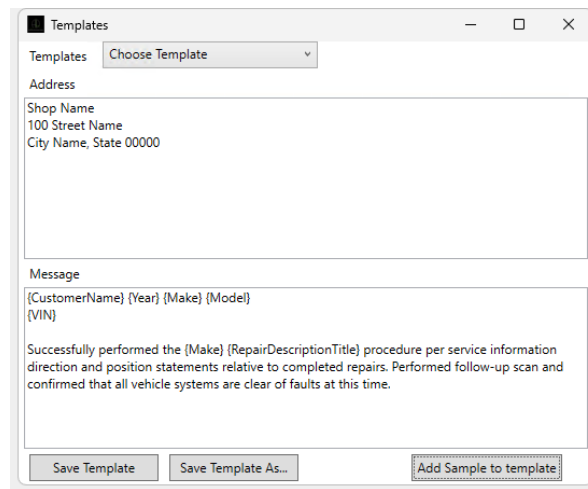 Templates
Templates Choose Template
Address
Shop Name
100 Street Name
City Name, State 00000
Message
{CustomerName} {Year} {Make} {Model}
{VIN}
Successfully performed the {Make} {RepairDescriptionTitle} procedure per service information
direction and position statements relative to completed repairs. Performed follow-up scan and
confirmed that all vehicle systems are clear of faults at this time.
Save Template Save Template As... Add Sample to template